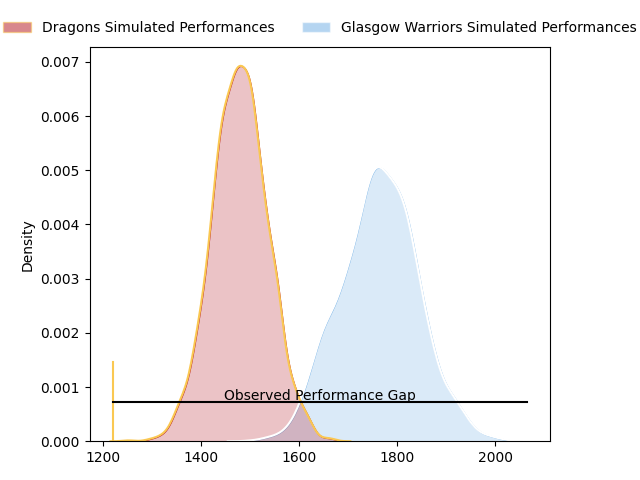 Dragons Simulated Performances
Glasgow Warriors Simulated Performances
0.007
0.006
0.005
0.004
0.003
0.002
0.001
0.000
Density
Observed Performance Gap
1200 1400 1600 1800 2000